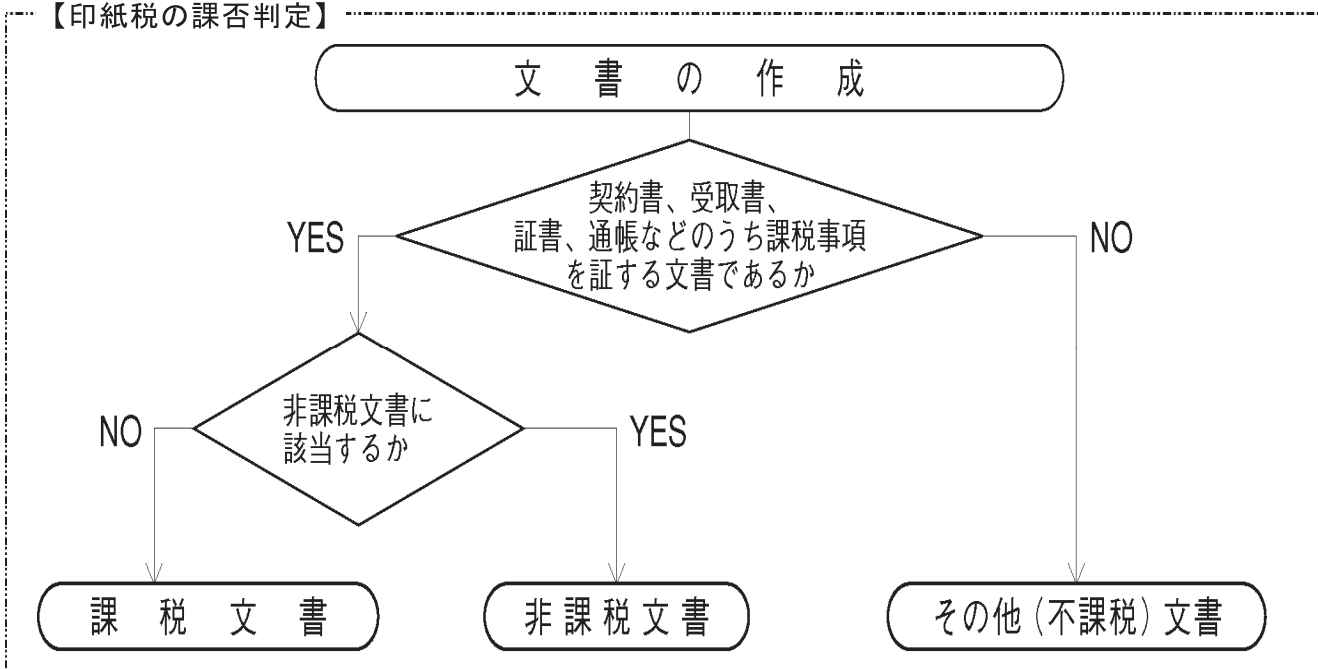 【印紙税の課否判定】
文書の作成
契約書、受取書、
証書、通帳などのうち課税事項
を証する文書であるか
YES
NO
非課税文書に
該当するか
NO
YES
課税文書
非課税文書
その他(不課税)文書